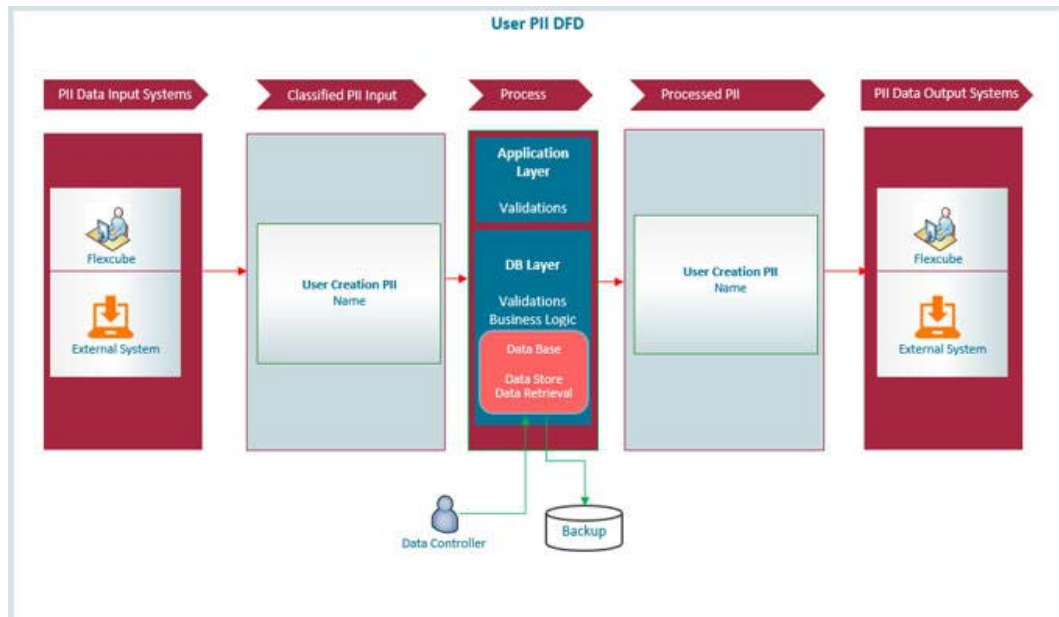 User PII DFD
PII Data Input Systems
Classified PII Input
Process
Processed PII
PII Data Output Systems
Flexcube
External System
User Creation PII
Name
Application
Layer
Validations
DB Layer
Validations
Business Logic
Data Base
Data Store
Data Retrieval
User Creation PII
Name
Flexcube
External System
Data Controller
Backup